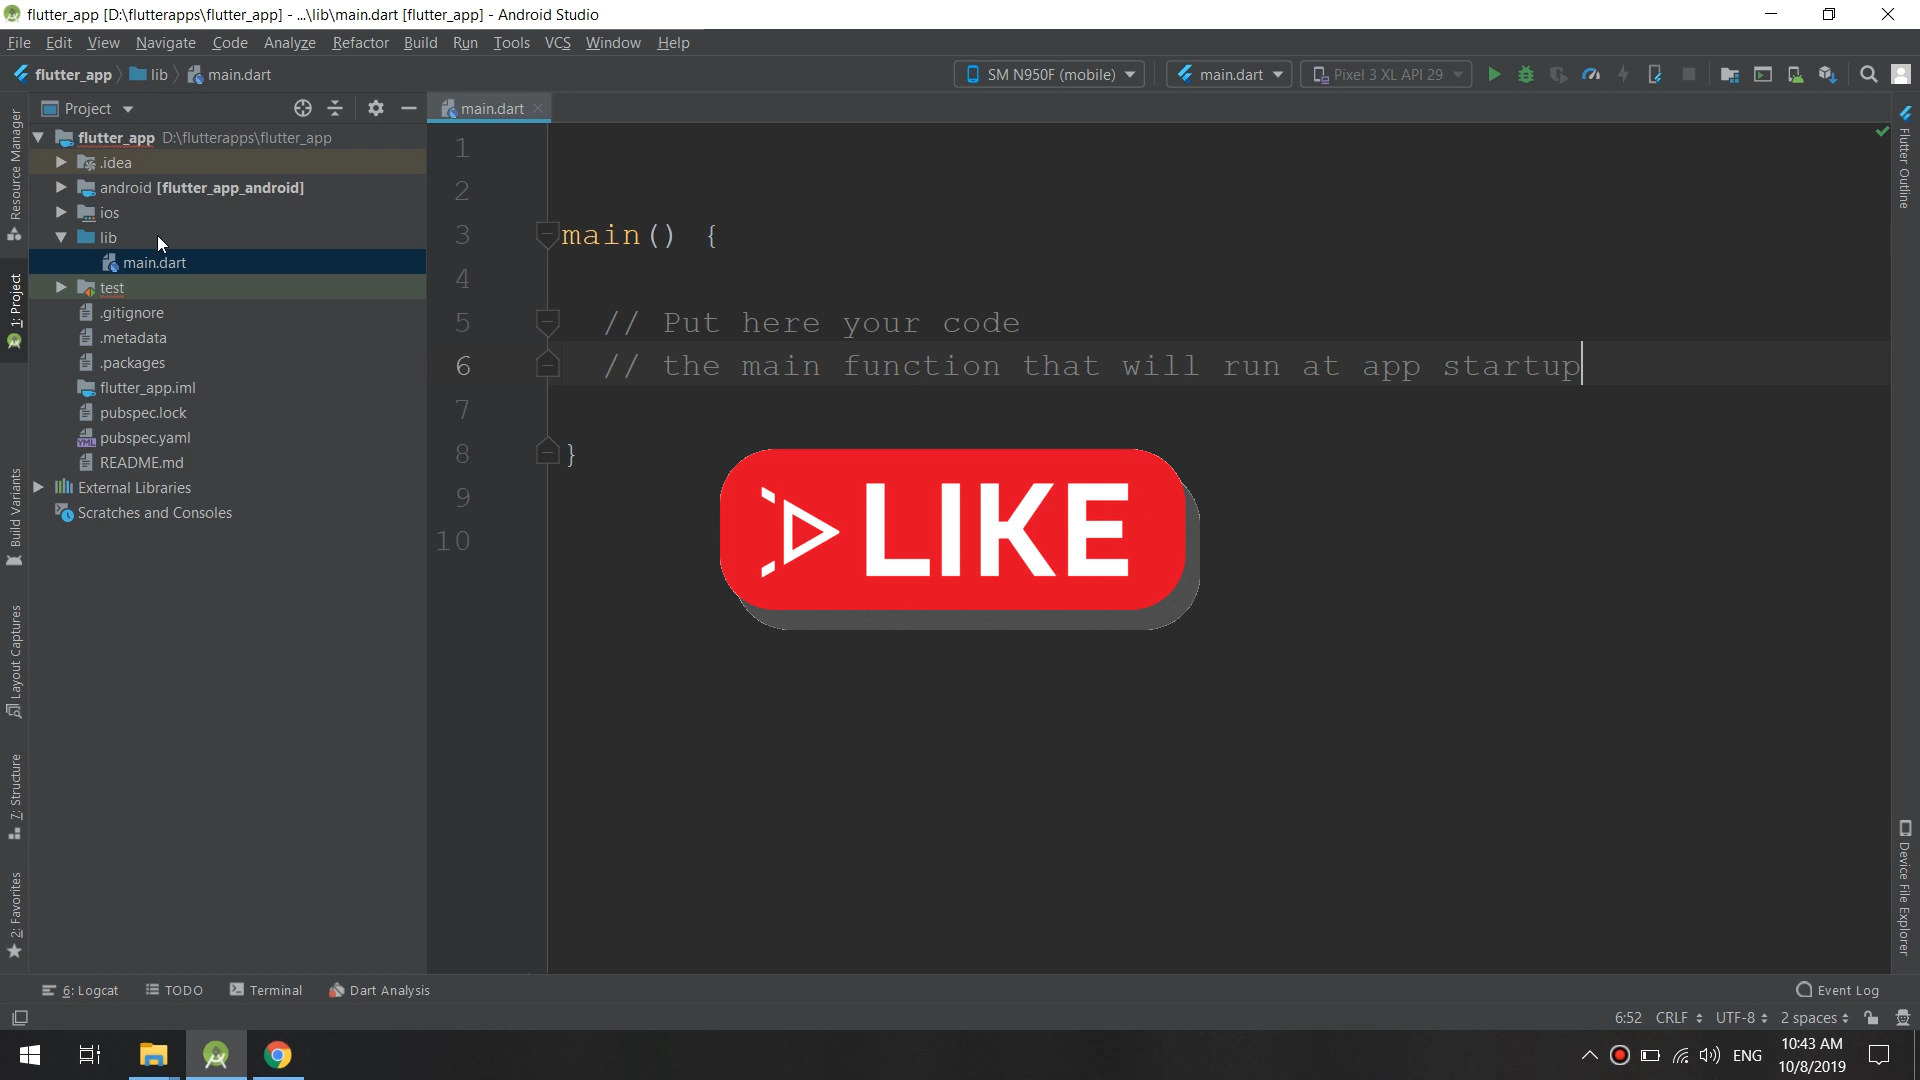 flutter_app [D:\flutterapps\flutter_app] - ...\lib\main.dart [flutter_app] - Android Studio
File Edit View Navigate Code Analyze Refactor Build Run Tools VCS Window Help
flutter_app lib main.dart SM N950F (mobile) main.dart Pixel 3 XL API 29
Project main.dart
flutter_app D:\flutterapps\flutter_app
.idea
android [flutter_app_android]
ios
lib
main.dart
test
.gitignore
.metadata
.packages
flutter_app.iml
pubspec.lock
pubspec.yaml
README.md
External Libraries
Scratches and Consoles
Resource Manager
1: Project
Build Variants
Layout Captures
7: Structure
2: Favorites
1
2
3 main() {
4
5 // Put here your code
6 // the main function that will run at app startup
7
8 }
9
10
LIKE
Flutter Outline
Device File Explorer
6: Logcat TODO Terminal Dart Analysis Event Log
6:52 CRLF UTF-8 2 spaces
ENG 10:43 AM
10/8/2019